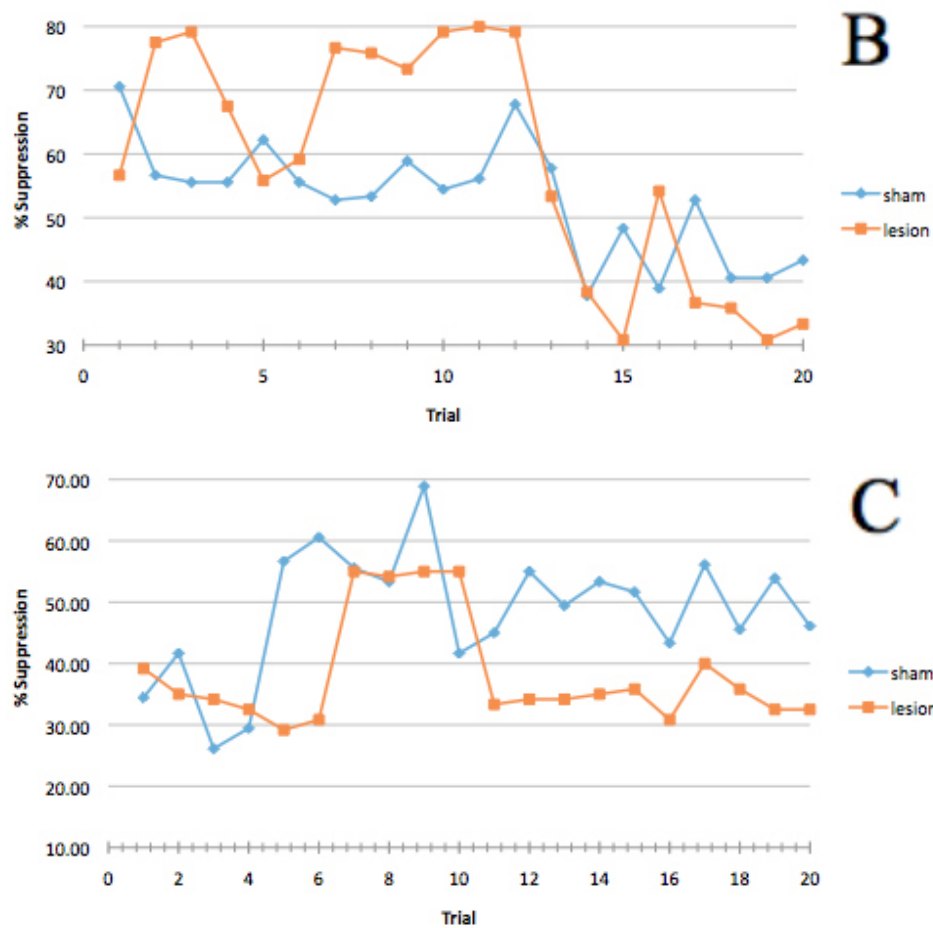 B
80
70
60
50
40
30
% Suppression
sham
lesion
0 5 10 15 20
Trial
C
70.00
60.00
50.00
40.00
30.00
20.00
10.00
% Suppression
sham
lesion
0 2 4 6 8 10 12 14 16 18 20
Trial